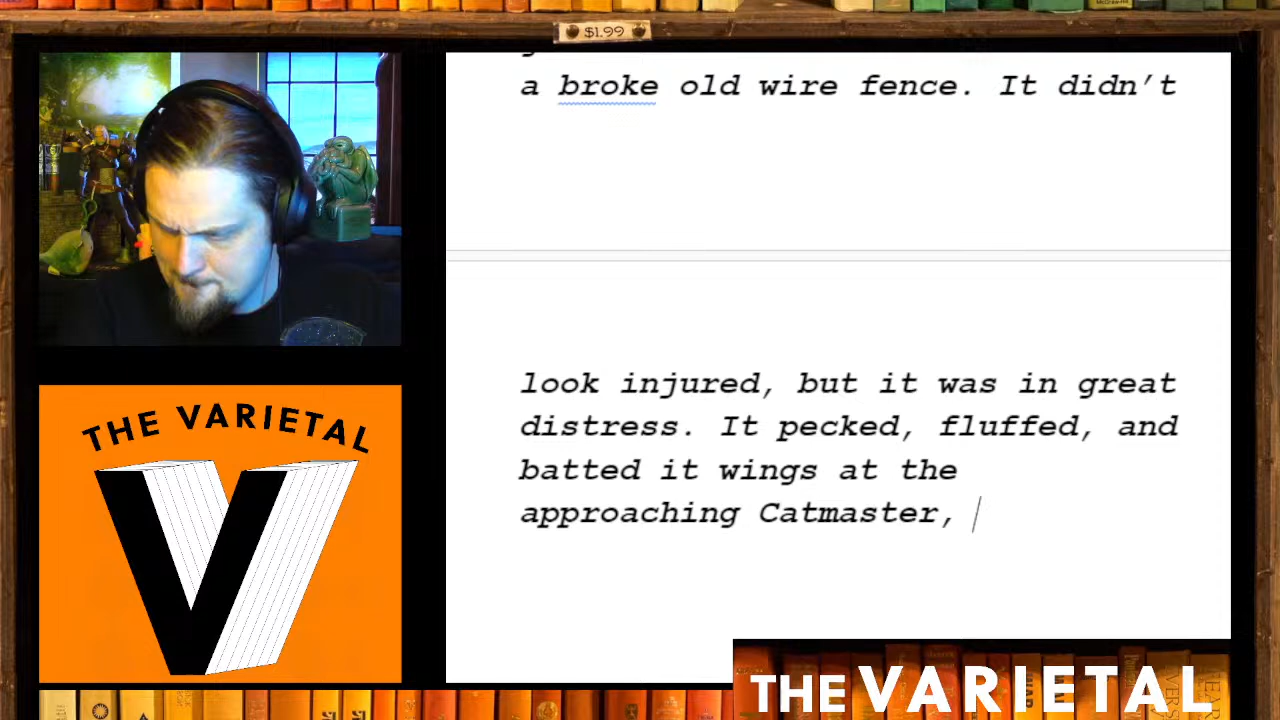 $1.99
a broke old wire fence. It didn’t
look injured, but it was in great
distress. It pecked, fluffed, and
batted it wings at the
approaching Catmaster,
THE VARIETAL
V
THE VARIETAL